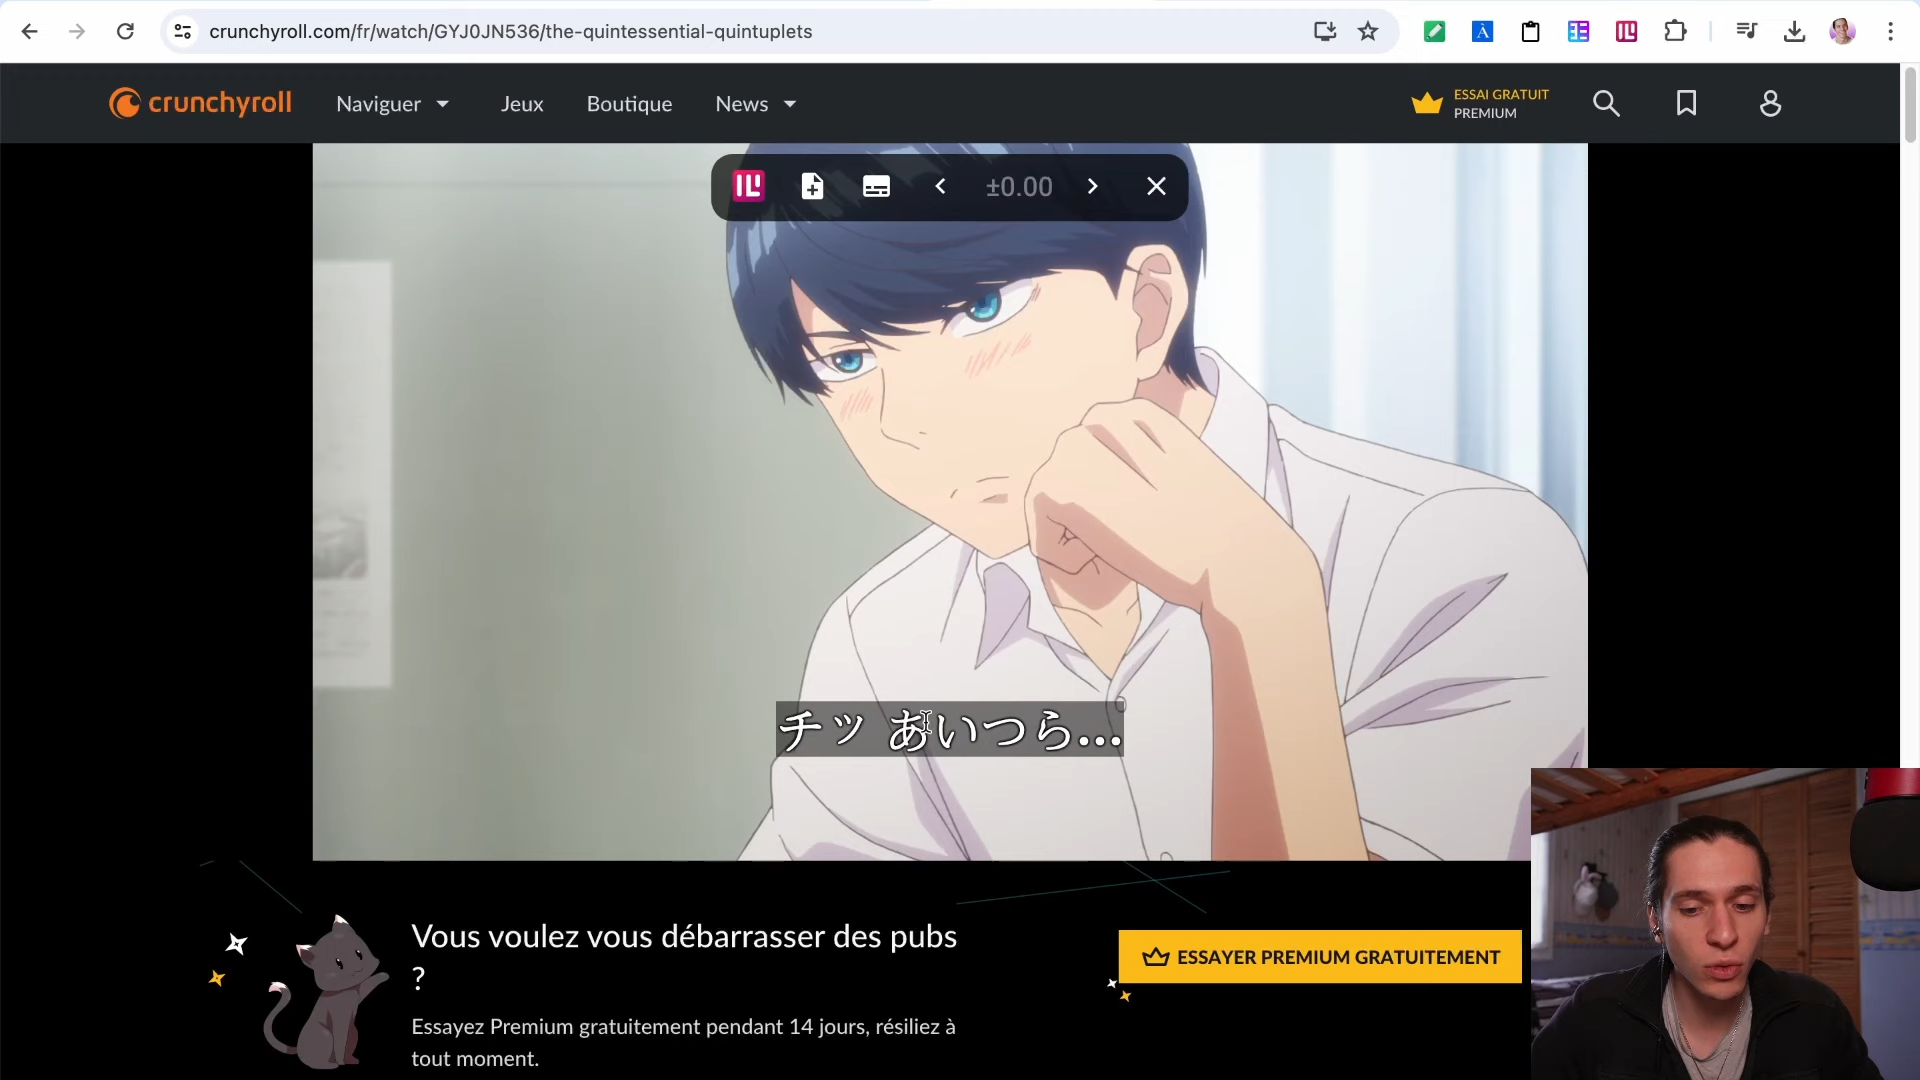 crunchyroll.com/fr/watch/GYJ0JN536/the-quintessential-quintuplets
crunchyroll
Naviguer
Jeux
Boutique
News
ESSAI GRATUIT
PREMIUM
±0.00
チッ あいつら...
Vous voulez vous débarrasser des pubs
?
Essayez Premium gratuitement pendant 14 jours, résiliez à
tout moment.
ESSAYER PREMIUM GRATUITEMENT